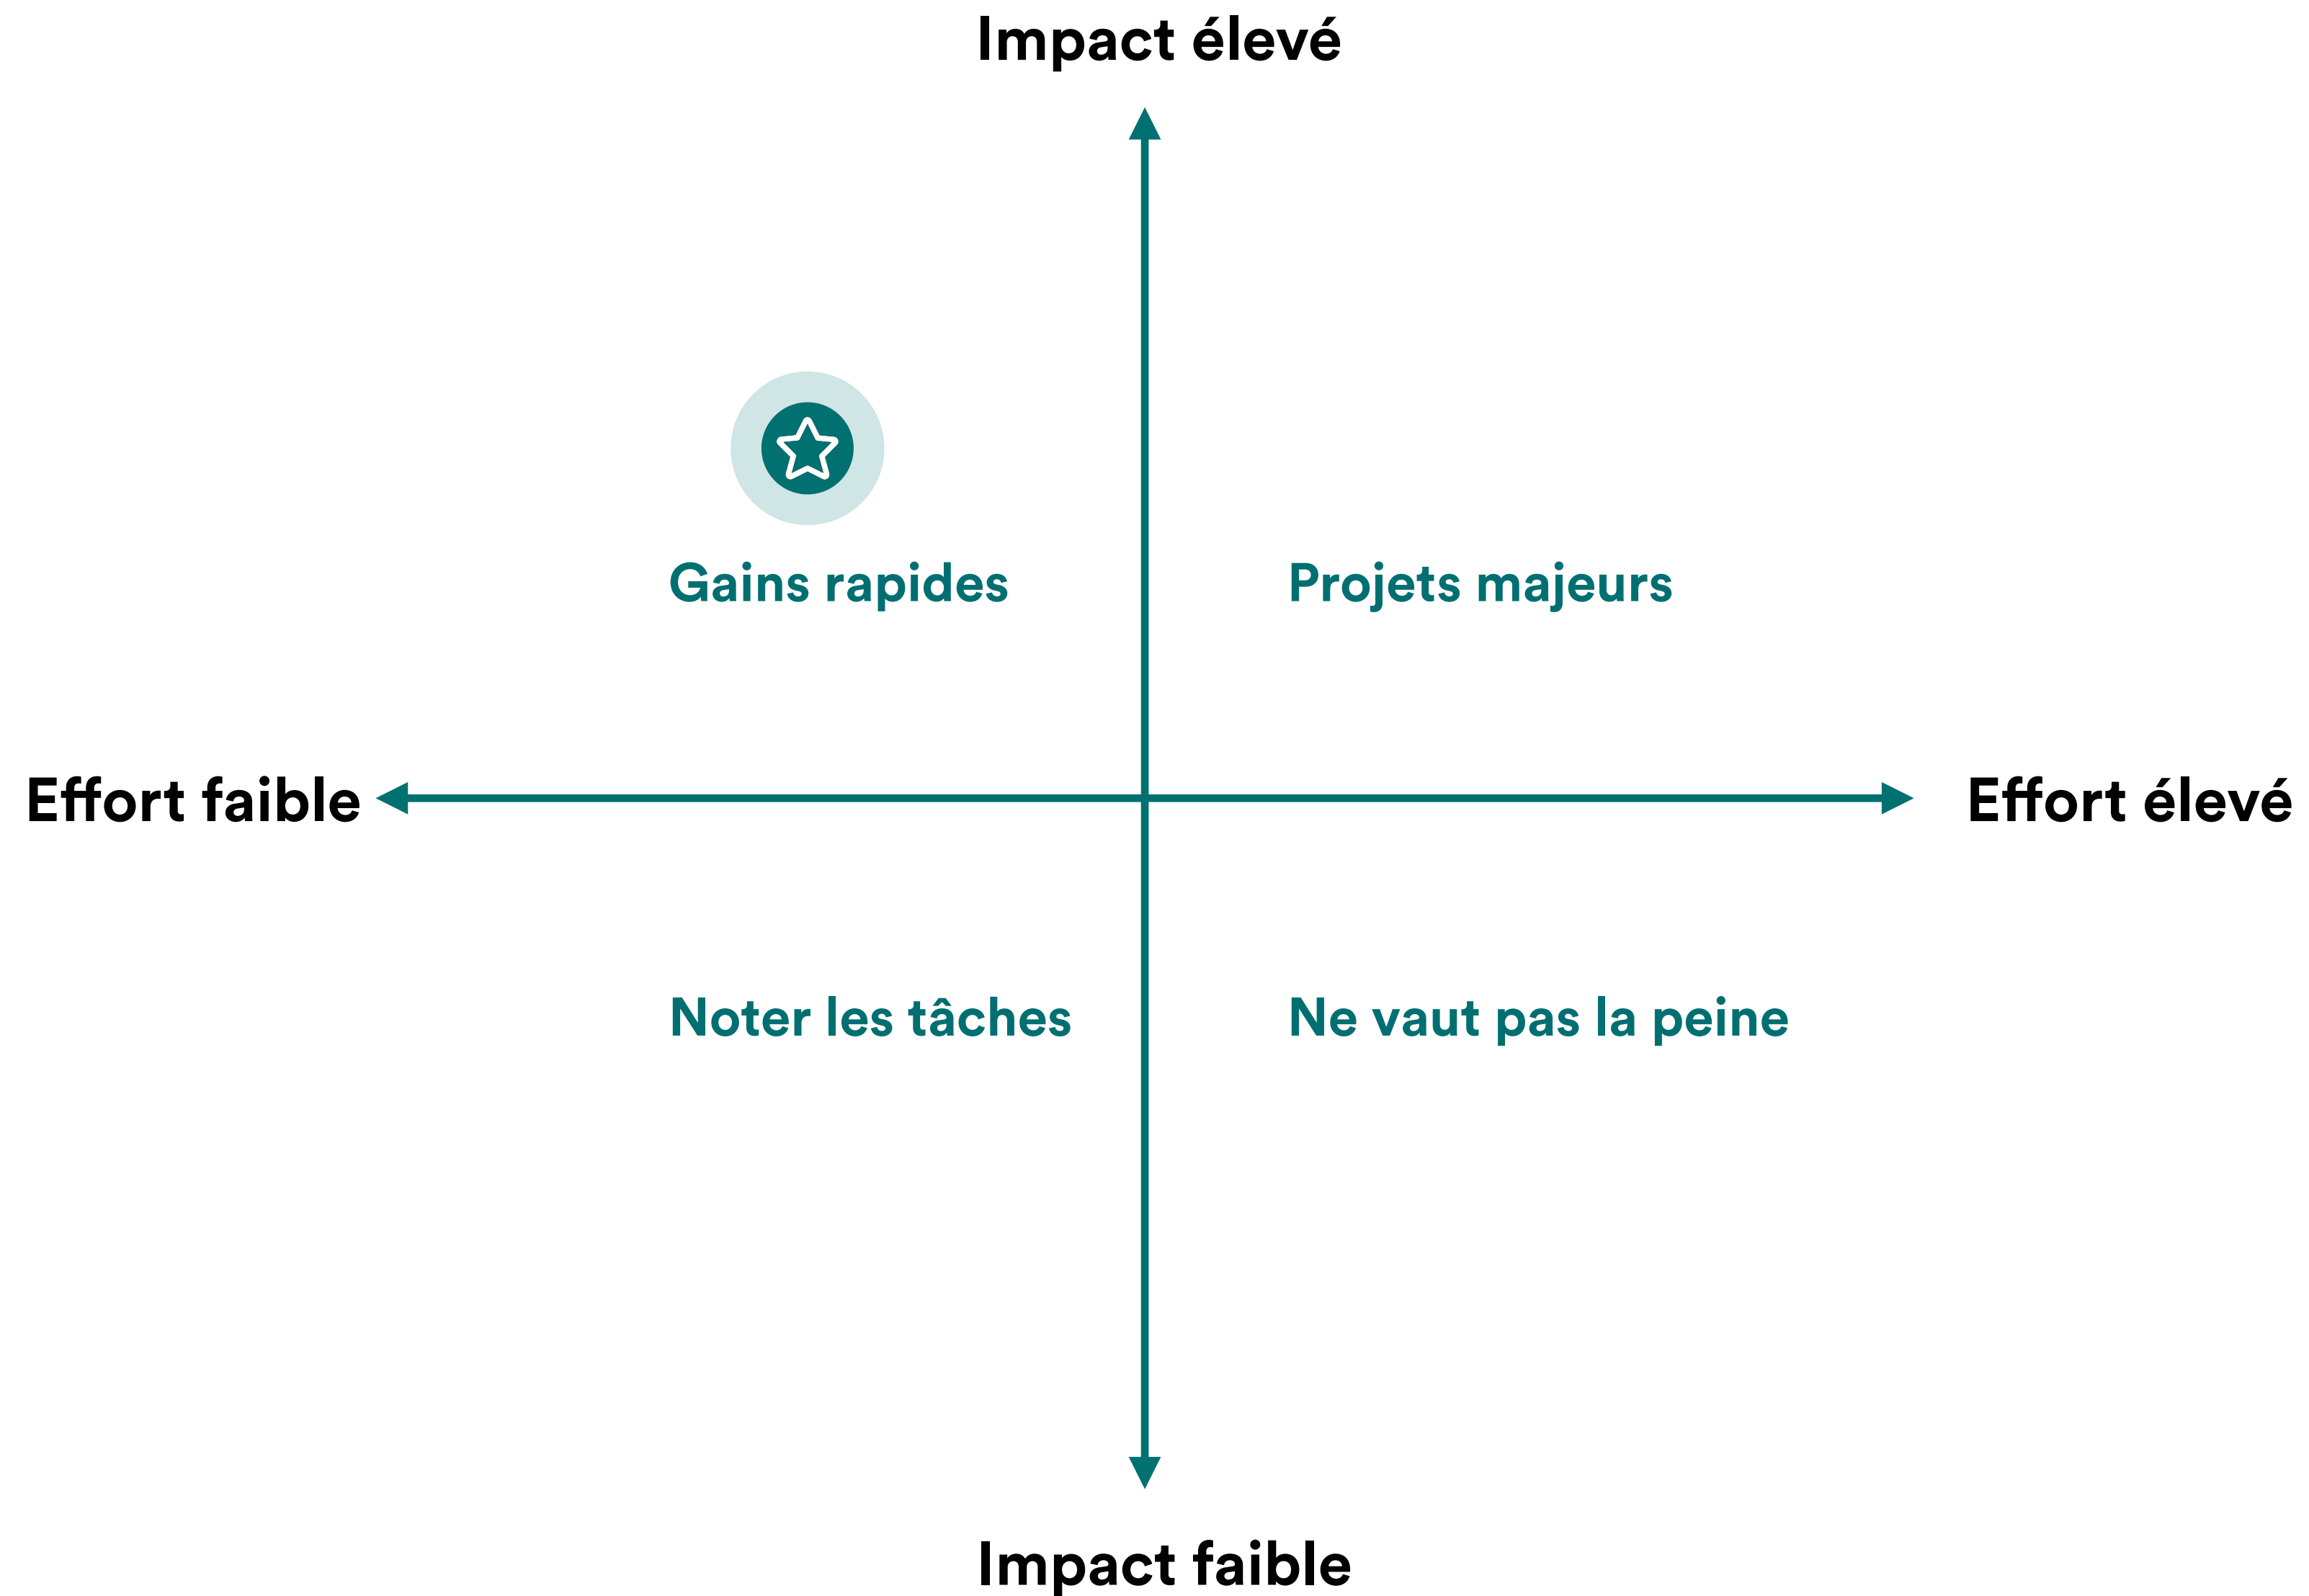 Impact élevé
Gains rapides
Projets majeurs
Effort faible
Effort élevé
Noter les tâches
Ne vaut pas la peine
Impact faible